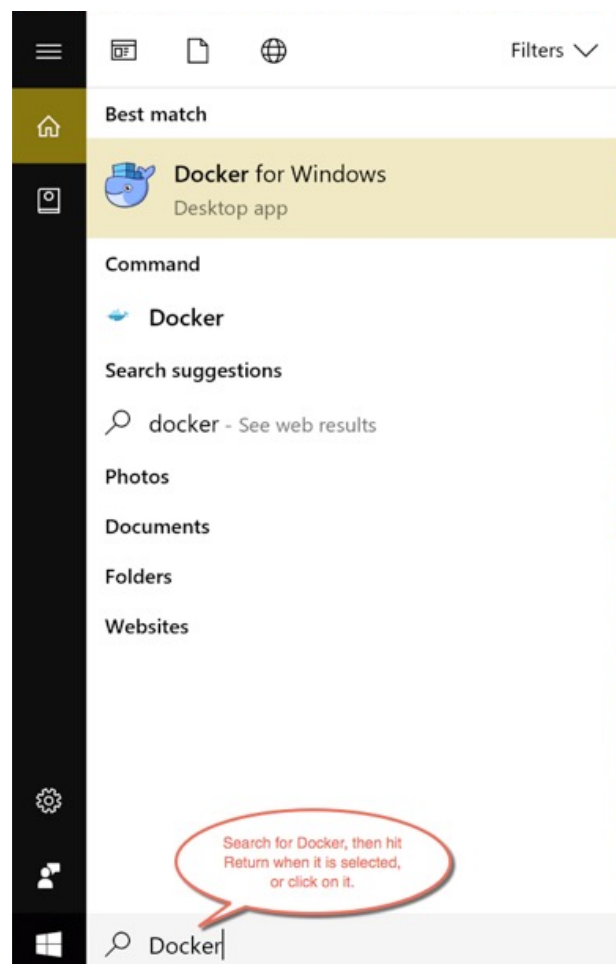 Filters
Best match
Docker for Windows
Desktop app
Command
Docker
Search suggestions
docker - See web results
Photos
Documents
Folders
Websites
Search for Docker, then hit
Return when it is selected,
or click on it.
Docker